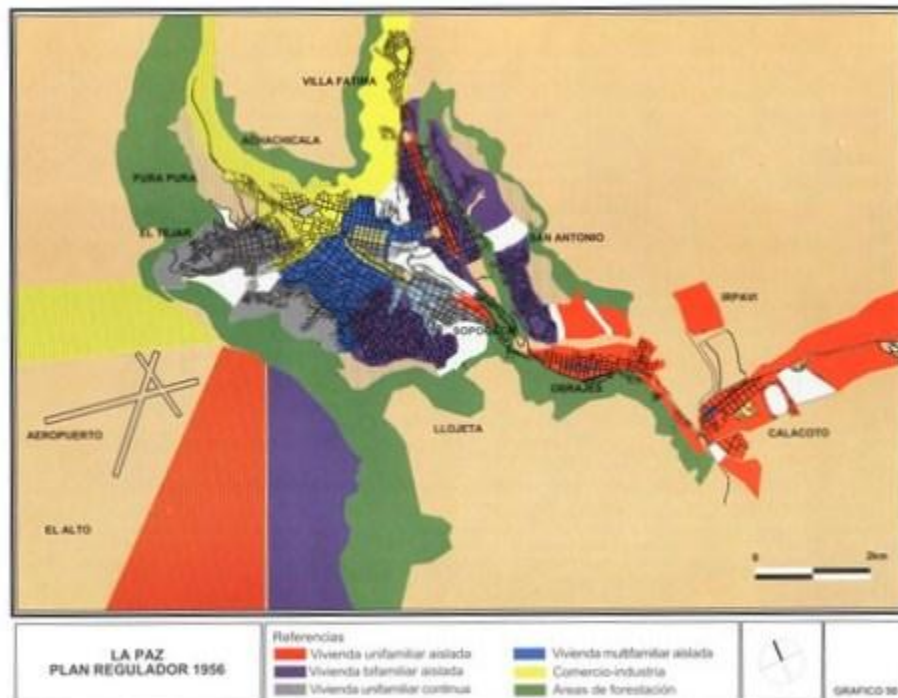 VILLA FATIMA
ACHACHICALA
PURA PURA
EL TEJAR
SAN ANTONIO
IRPAVI
SOPOCACHI
OBRAJES
CALACOTO
LLOJETA
AEROPUERTO
EL ALTO
0 2km
LA PAZ
PLAN REGULADOR 1956
Referencias
Vivienda unifamiliar aislada
Vivienda bifamiliar aislada
Vivienda unifamiliar continua
Vivienda multifamiliar aislada
Comercio-industria
Areas de forestación